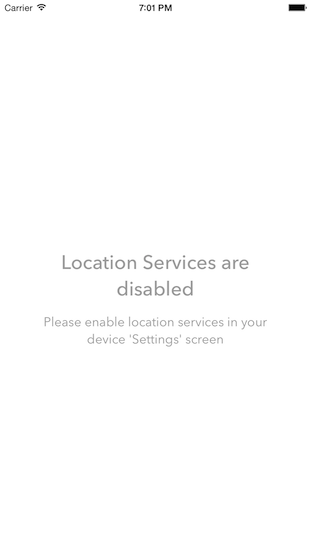 Carrier 7:01 PM
Location Services are
disabled
Please enable location services in your
device 'Settings' screen